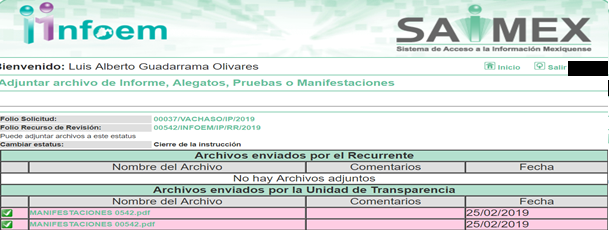 infoem
SAIMEX
Sistema de Acceso a la Información Mexiquense
Bienvenido: Luis Alberto Guadarrama Olivares
Inicio Salir
Adjuntar archivo de Informe, Alegatos, Pruebas o Manifestaciones
Folio Solicitud: 00037/VACHASO/IP/2019
Folio Recurso de Revisión: 00542/INFOEM/IP/RR/2019
Puede adjuntar archivos a este estatus
Cambiar estatus: Cierre de la instrucción
Archivos enviados por el Recurrente
Nombre del Archivo Comentarios Fecha
No hay Archivos adjuntos
Archivos enviados por la Unidad de Transparencia
Nombre del Archivo Comentarios Fecha
MANIFESTACIONES 0542.pdf 25/02/2019
MANIFESTACIONES 00542.pdf 25/02/2019